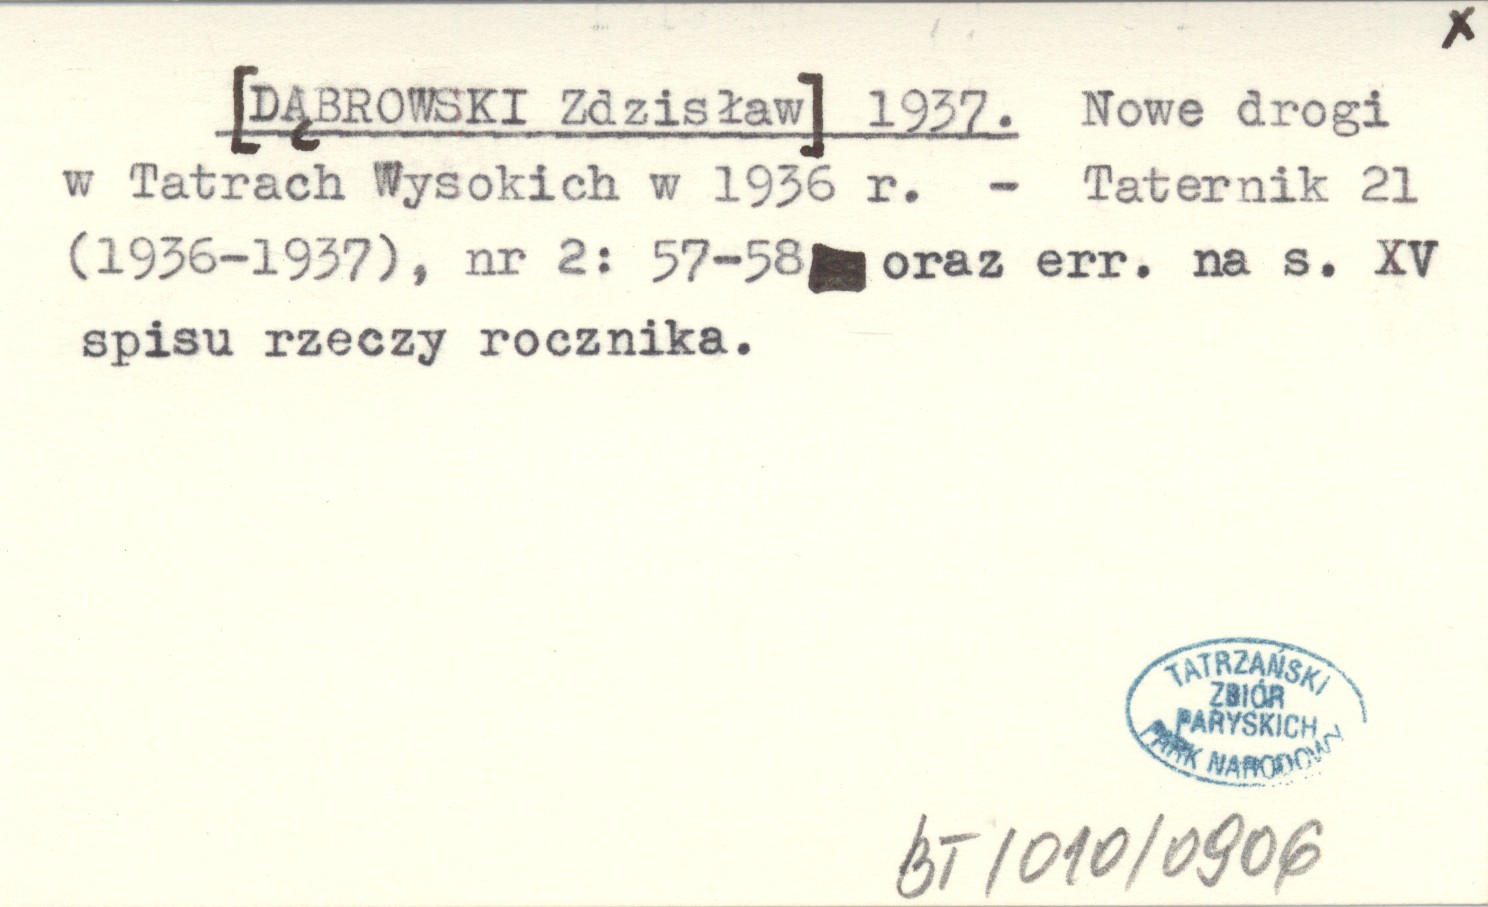 x
[DĄBROWSKI Zdzisław] 1937. Nowe drogi
w Tatrach Wysokich w 1936 r. - Taternik 21
(1936-1937), nr 2: 57-58 oraz err. na s. XV
spisu rzeczy rocznika.
TATRZAŃSKI
ZBIÓR
PARYSKICH
PARK NARODOWY
BT/010/0906